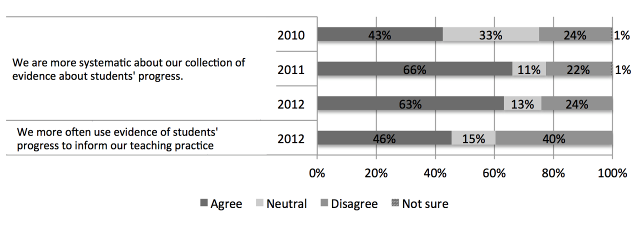 2010 43% 33% 24% 1%
We are more systematic about our collection of
evidence about students' progress.
2011 66% 11% 22% 1%
2012 63% 13% 24%
We more often use evidence of students'
progress to inform our teaching practice
2012 46% 15% 40%
0% 20% 40% 60% 80% 100%
Agree Neutral Disagree Not sure